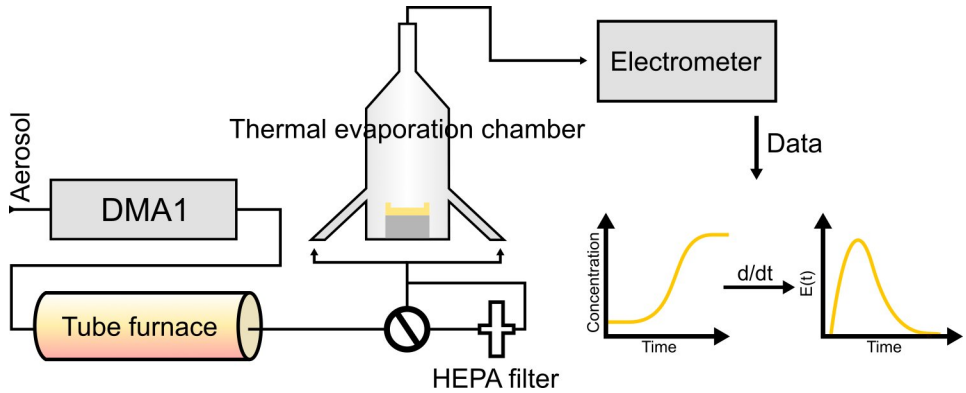 Electrometer
Thermal evaporation chamber
Aerosol
Data
DMA1
Concentration
d/dt
E(t)
Tube furnace
Time
Time
HEPA filter